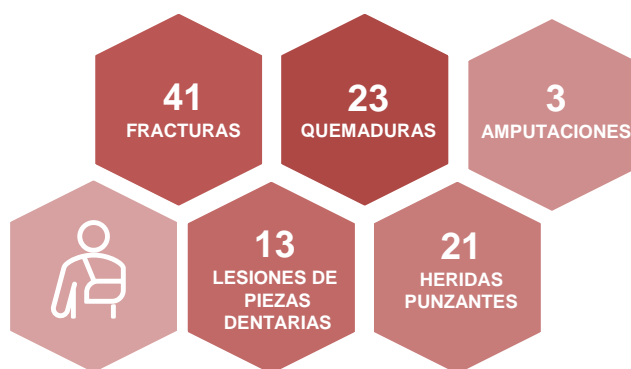 41
FRACTURAS
23
QUEMADURAS
3
AMPUTACIONES
13
LESIONES DE
PIEZAS
DENTARIAS
21
HERIDAS
PUNZANTES